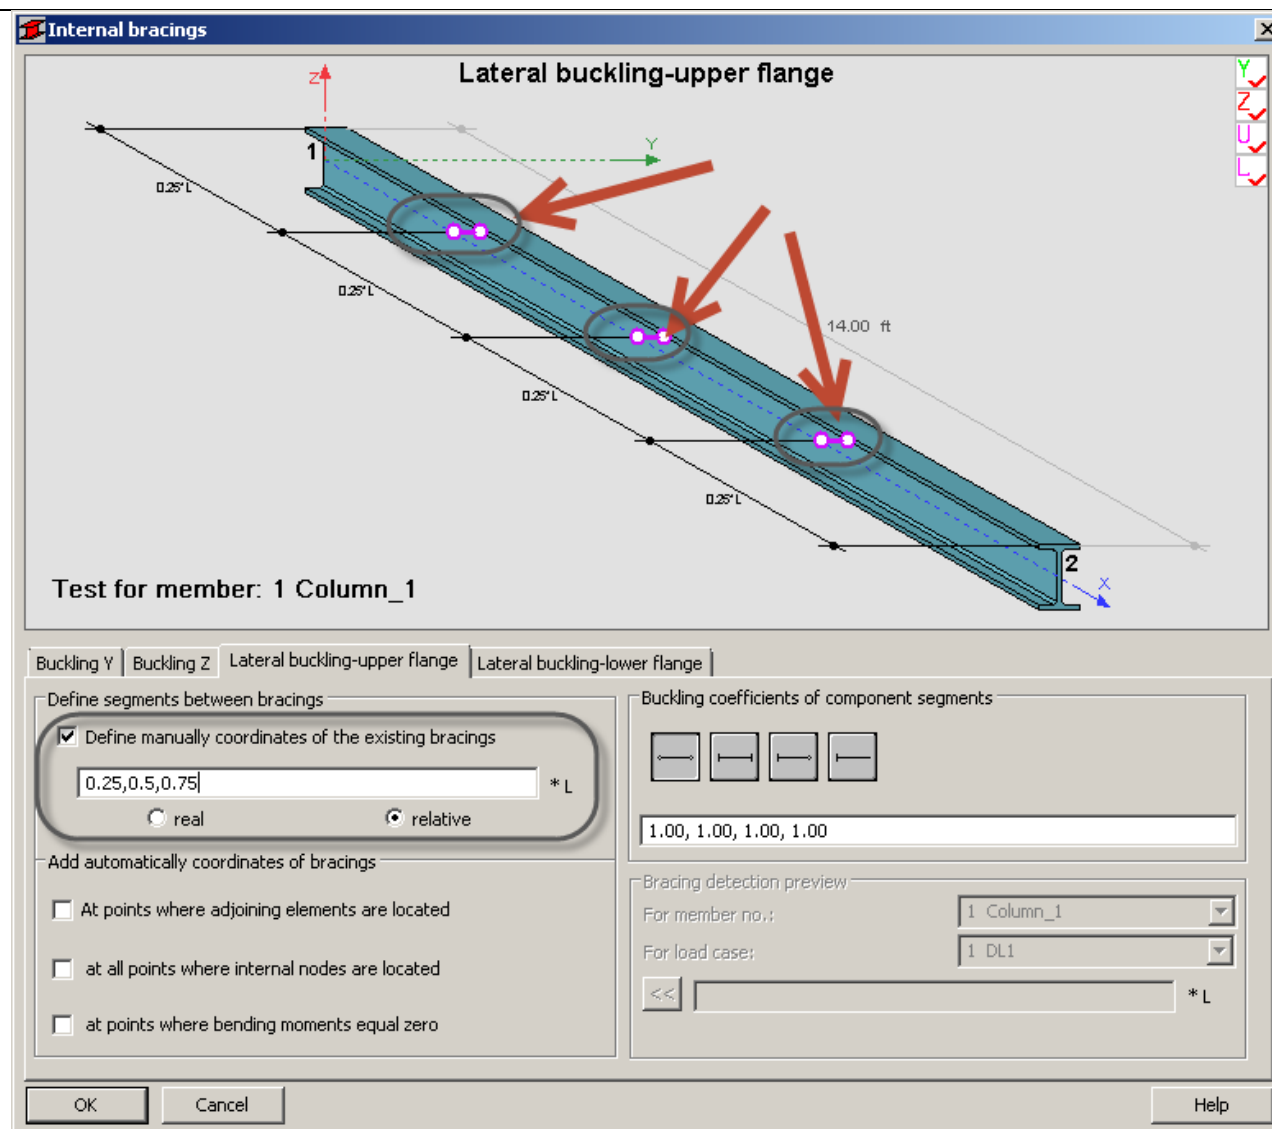 Internal bracings
Lateral buckling-upper flange
Z
Y
Y
Z
U
L
1
0.25*L
0.25*L
14.00 ft
0.25*L
0.25*L
2
X
Test for member: 1 Column_1
Buckling Y
Buckling Z
Lateral buckling-upper flange
Lateral buckling-lower flange
Define segments between bracings
Define manually coordinates of the existing bracings
0.25,0.5,0.75
* L
real
relative
Add automatically coordinates of bracings
At points where adjoining elements are located
at all points where internal nodes are located
at points where bending moments equal zero
Buckling coefficients of component segments
1.00, 1.00, 1.00, 1.00
Bracing detection preview
For member no.:
1 Column_1
For load case:
1 DL1
<<
* L
OK
Cancel
Help